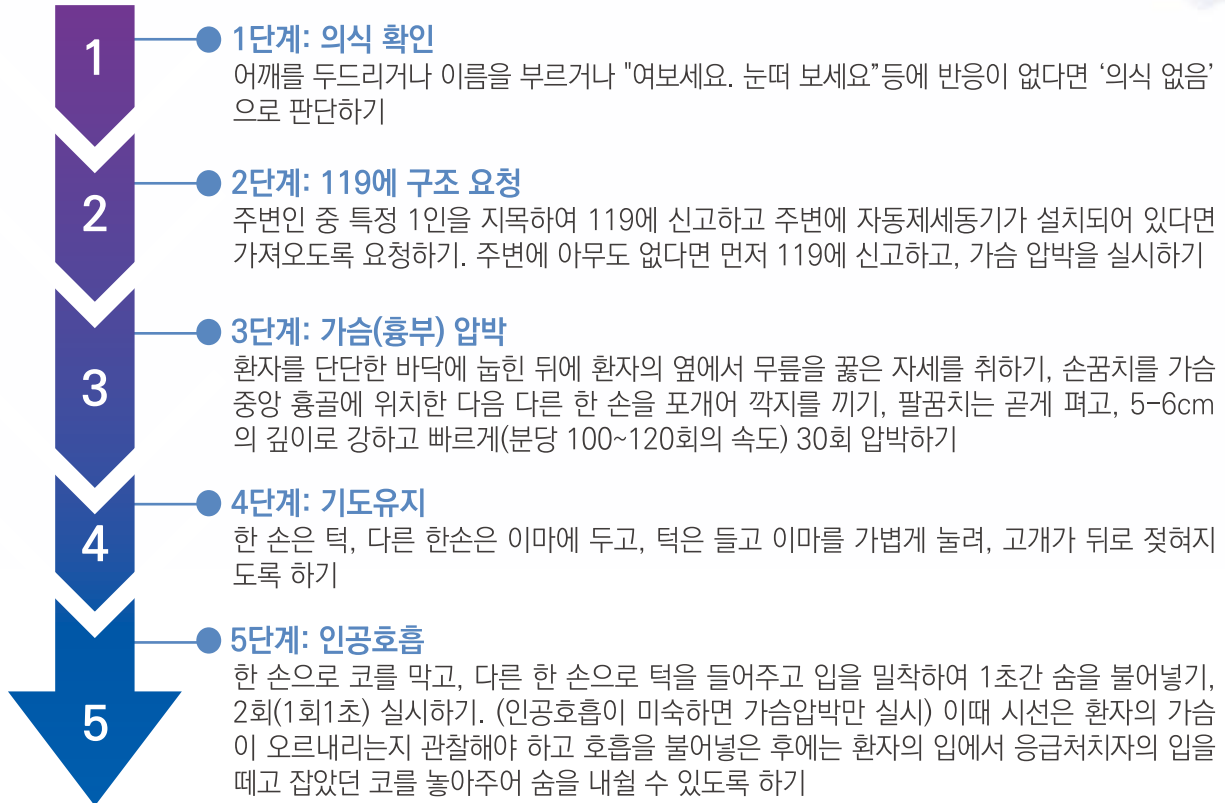 1
1단계: 의식 확인
어깨를 두드리거나 이름을 부르거나 "여보세요. 눈떠 보세요”등에 반응이 없다면 ‘의식 없음’
으로 판단하기
2
2단계: 119에 구조 요청
주변인 중 특정 1인을 지목하여 119에 신고하고 주변에 자동제세동기가 설치되어 있다면
가져오도록 요청하기. 주변에 아무도 없다면 먼저 119에 신고하고, 가슴 압박을 실시하기
3
3단계: 가슴(흉부) 압박
환자를 단단한 바닥에 눕힌 뒤에 환자의 옆에서 무릎을 꿇은 자세를 취하기, 손꿈치를 가슴
중앙 흉골에 위치한 다음 다른 한 손을 포개어 깍지를 끼기, 팔꿈치는 곧게 펴고, 5-6cm
의 깊이로 강하고 빠르게(분당 100~120회의 속도) 30회 압박하기
4
4단계: 기도유지
한 손은 턱, 다른 한손은 이마에 두고, 턱은 들고 이마를 가볍게 눌려, 고개가 뒤로 젖혀지
도록 하기
5
5단계: 인공호흡
한 손으로 코를 막고, 다른 한 손으로 턱을 들어주고 입을 밀착하여 1초간 숨을 불어넣기,
2회(1회1초) 실시하기. (인공호흡이 미숙하면 가슴압박만 실시) 이때 시선은 환자의 가슴
이 오르내리는지 관찰해야 하고 호흡을 불어넣은 후에는 환자의 입에서 응급처치자의 입을
떼고 잡았던 코를 놓아주어 숨을 내쉴 수 있도록 하기